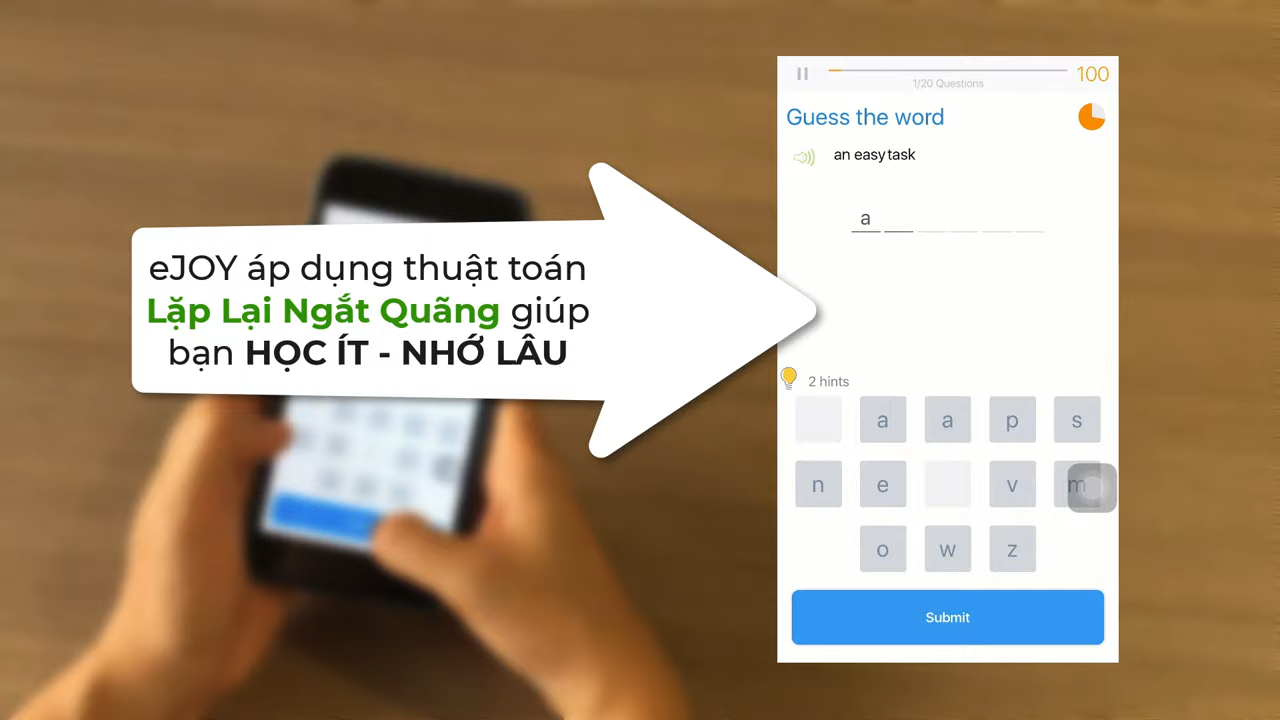 eJOY áp dụng thuật toán
Lặp Lại Ngắt Quãng giúp
bạn HỌC ÍT - NHỚ LÂU
100
1/20 Questions
Guess the word
an easy task
a
2 hints
a a p s
n e v m
o w z
Submit